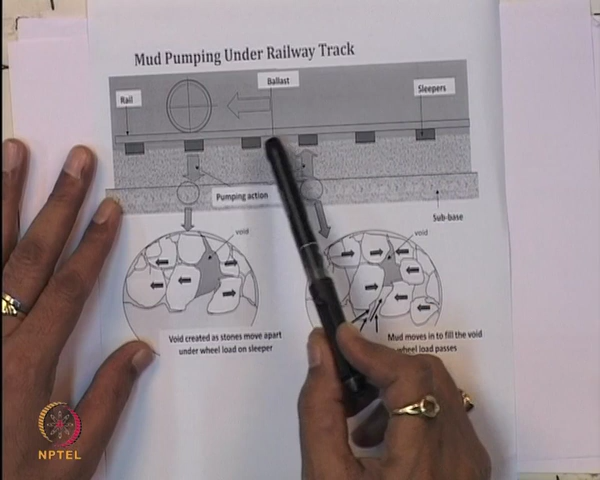 Mud Pumping Under Railway Track
Ballast
Rail
Sleepers
Pumping action
Sub-base
void
void
Void created as stones move apart
under wheel load on sleeper
Mud moves in to fill the void
wheel load passes
NPTEL